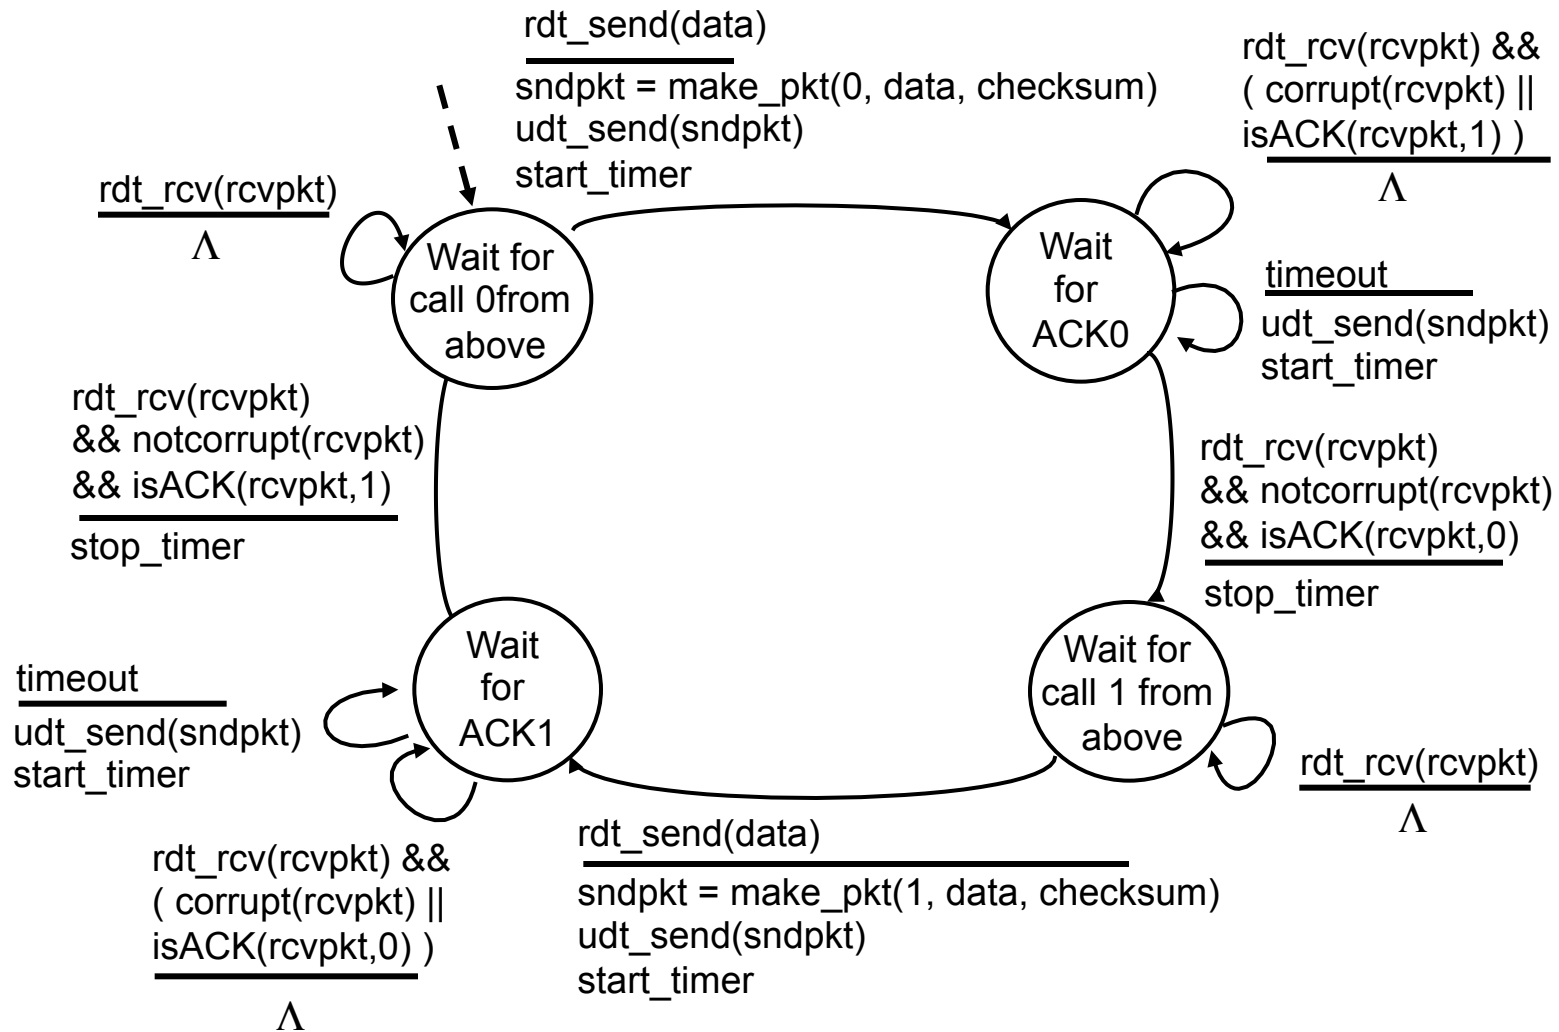 rdt_send(data)
sndpkt = make_pkt(0, data, checksum)
udt_send(sndpkt)
start_timer
rdt_rcv(rcvpkt) &&
( corrupt(rcvpkt) ||
isACK(rcvpkt,1) )
Λ
rdt_rcv(rcvpkt)
Λ
Wait for
call 0from
above
Wait
for
ACK0
timeout
udt_send(sndpkt)
start_timer
rdt_rcv(rcvpkt)
&& notcorrupt(rcvpkt)
&& isACK(rcvpkt,1)
stop_timer
rdt_rcv(rcvpkt)
&& notcorrupt(rcvpkt)
&& isACK(rcvpkt,0)
stop_timer
Wait
for
ACK1
Wait for
call 1 from
above
timeout
udt_send(sndpkt)
start_timer
rdt_rcv(rcvpkt)
Λ
rdt_rcv(rcvpkt) &&
( corrupt(rcvpkt) ||
isACK(rcvpkt,0) )
Λ
rdt_send(data)
sndpkt = make_pkt(1, data, checksum)
udt_send(sndpkt)
start_timer